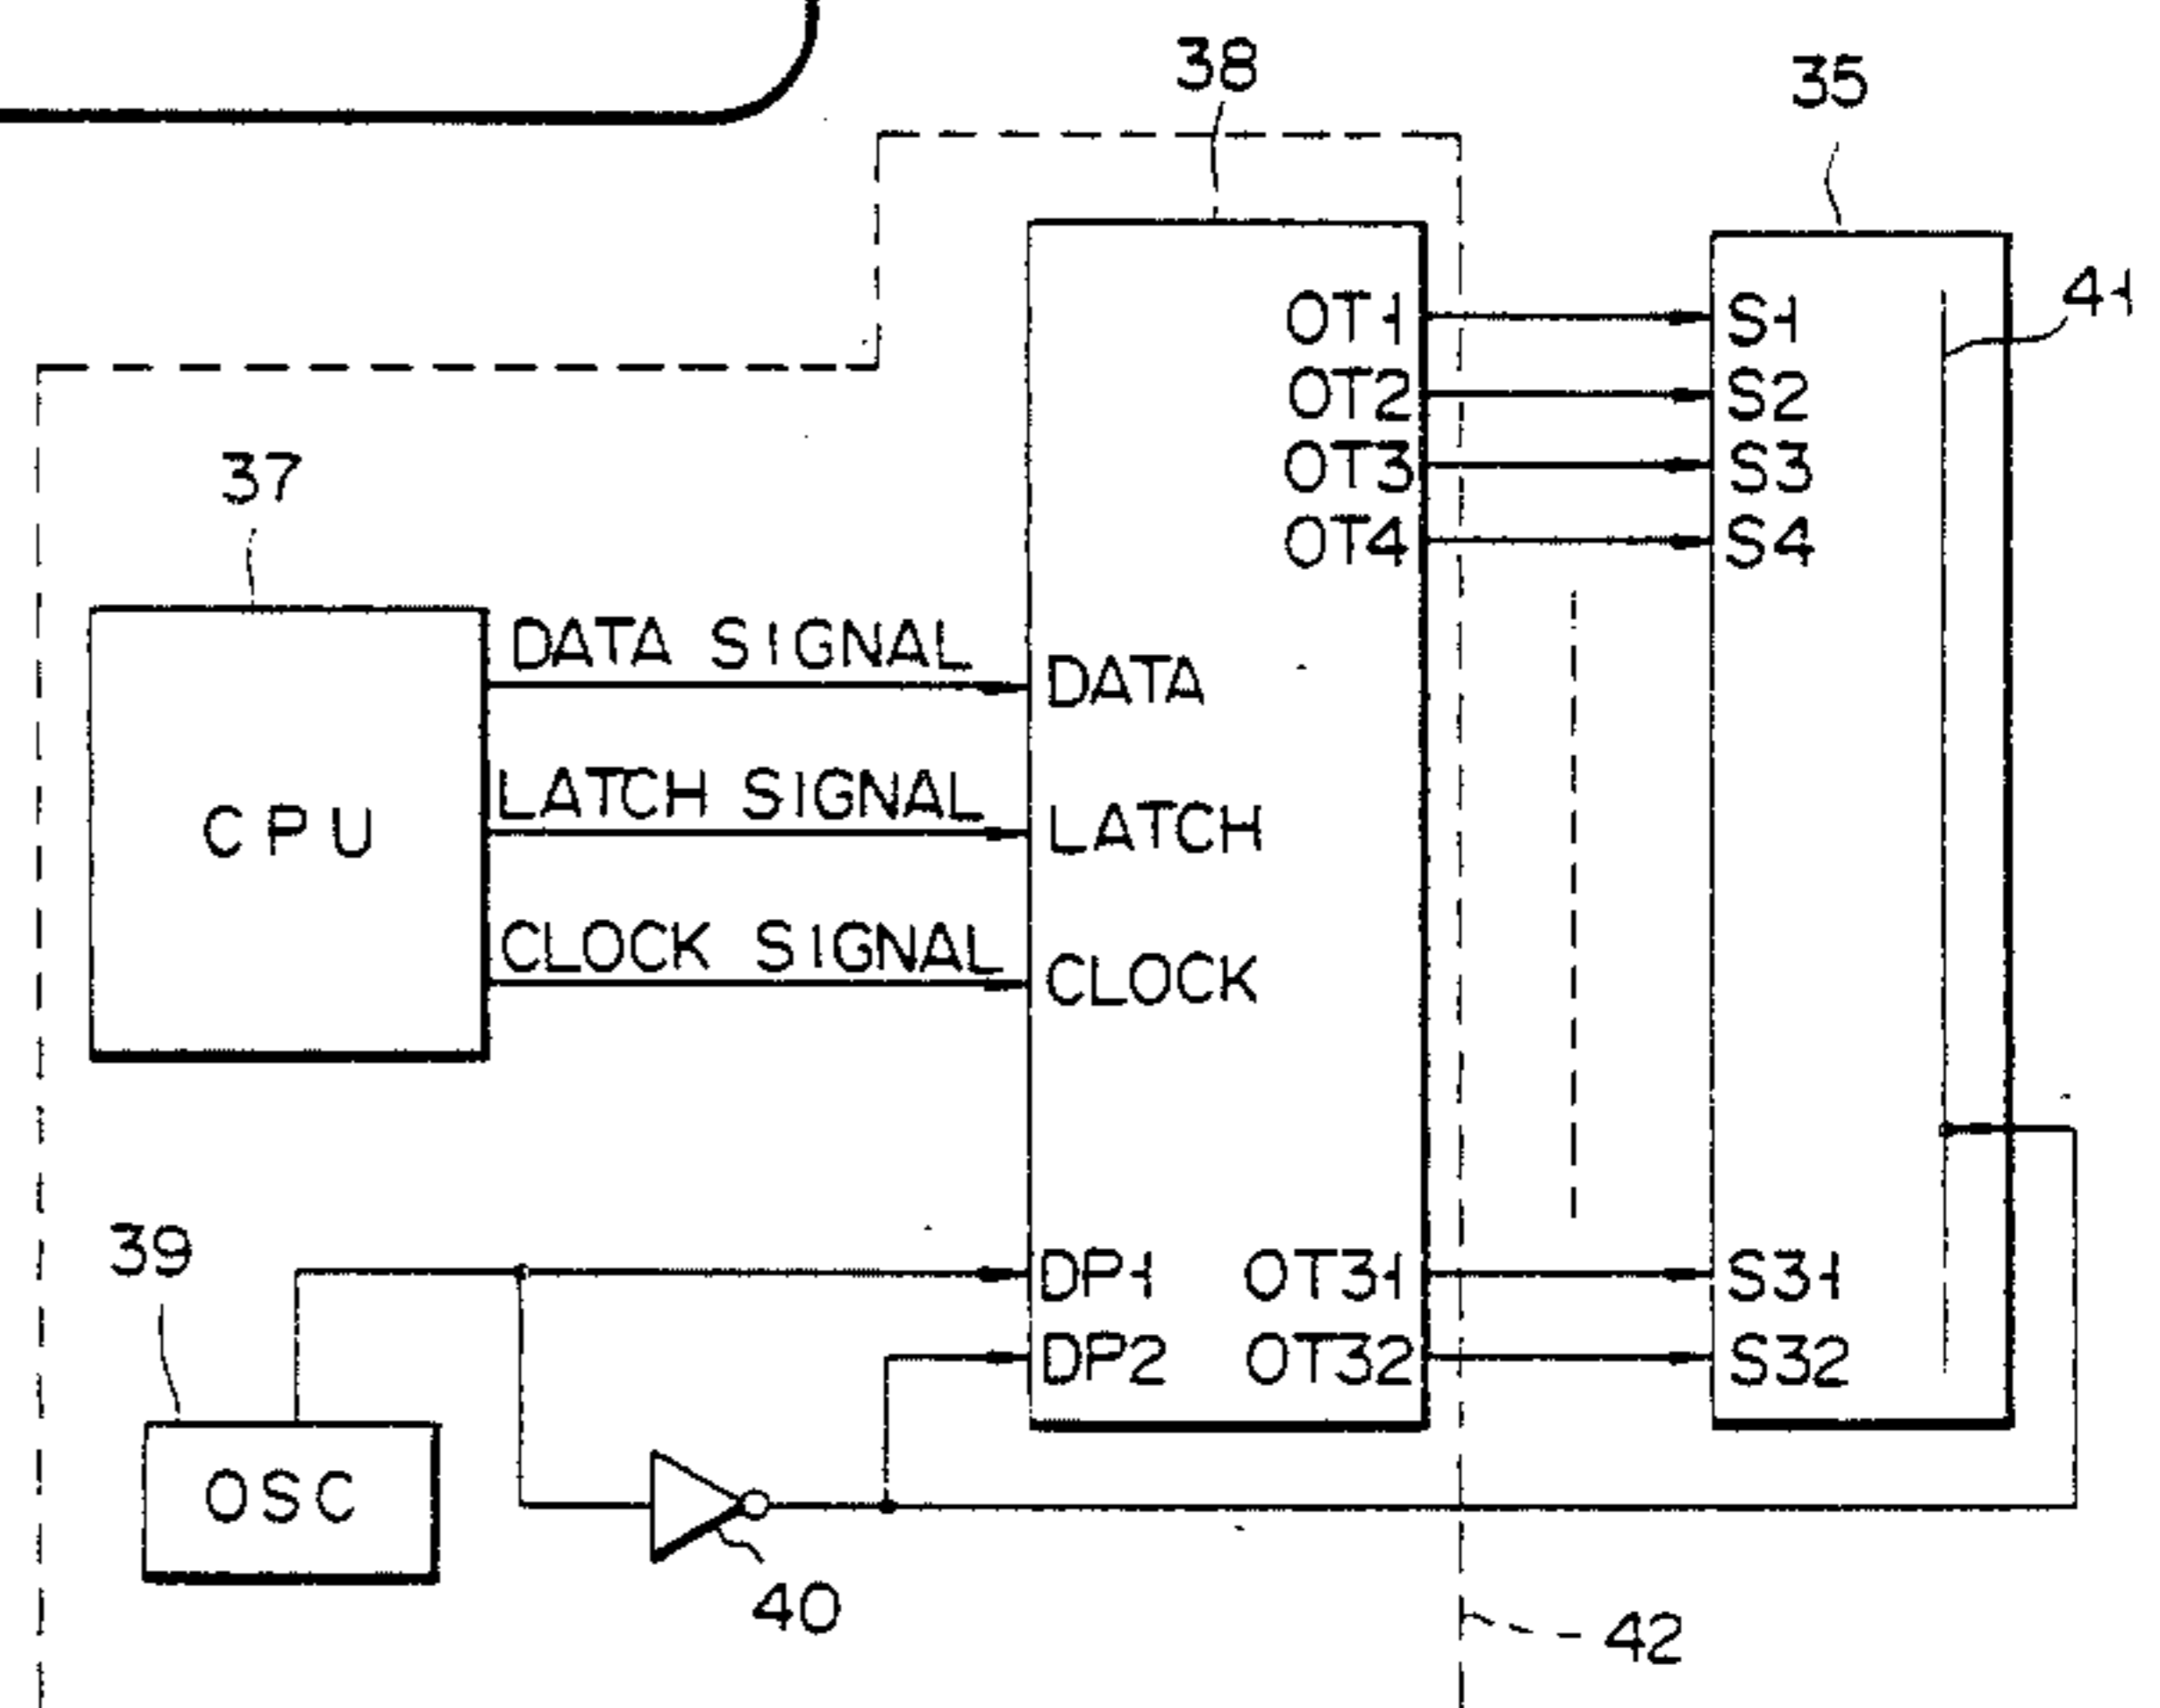 38
35
41
OT1
S1
OT2
S2
OT3
S3
OT4
S4
37
DATA SIGNAL
DATA
LATCH SIGNAL
LATCH
CPU
CLOCK SIGNAL
CLOCK
39
DP1
OT31
S31
DP2
OT32
S32
OSC
40
42